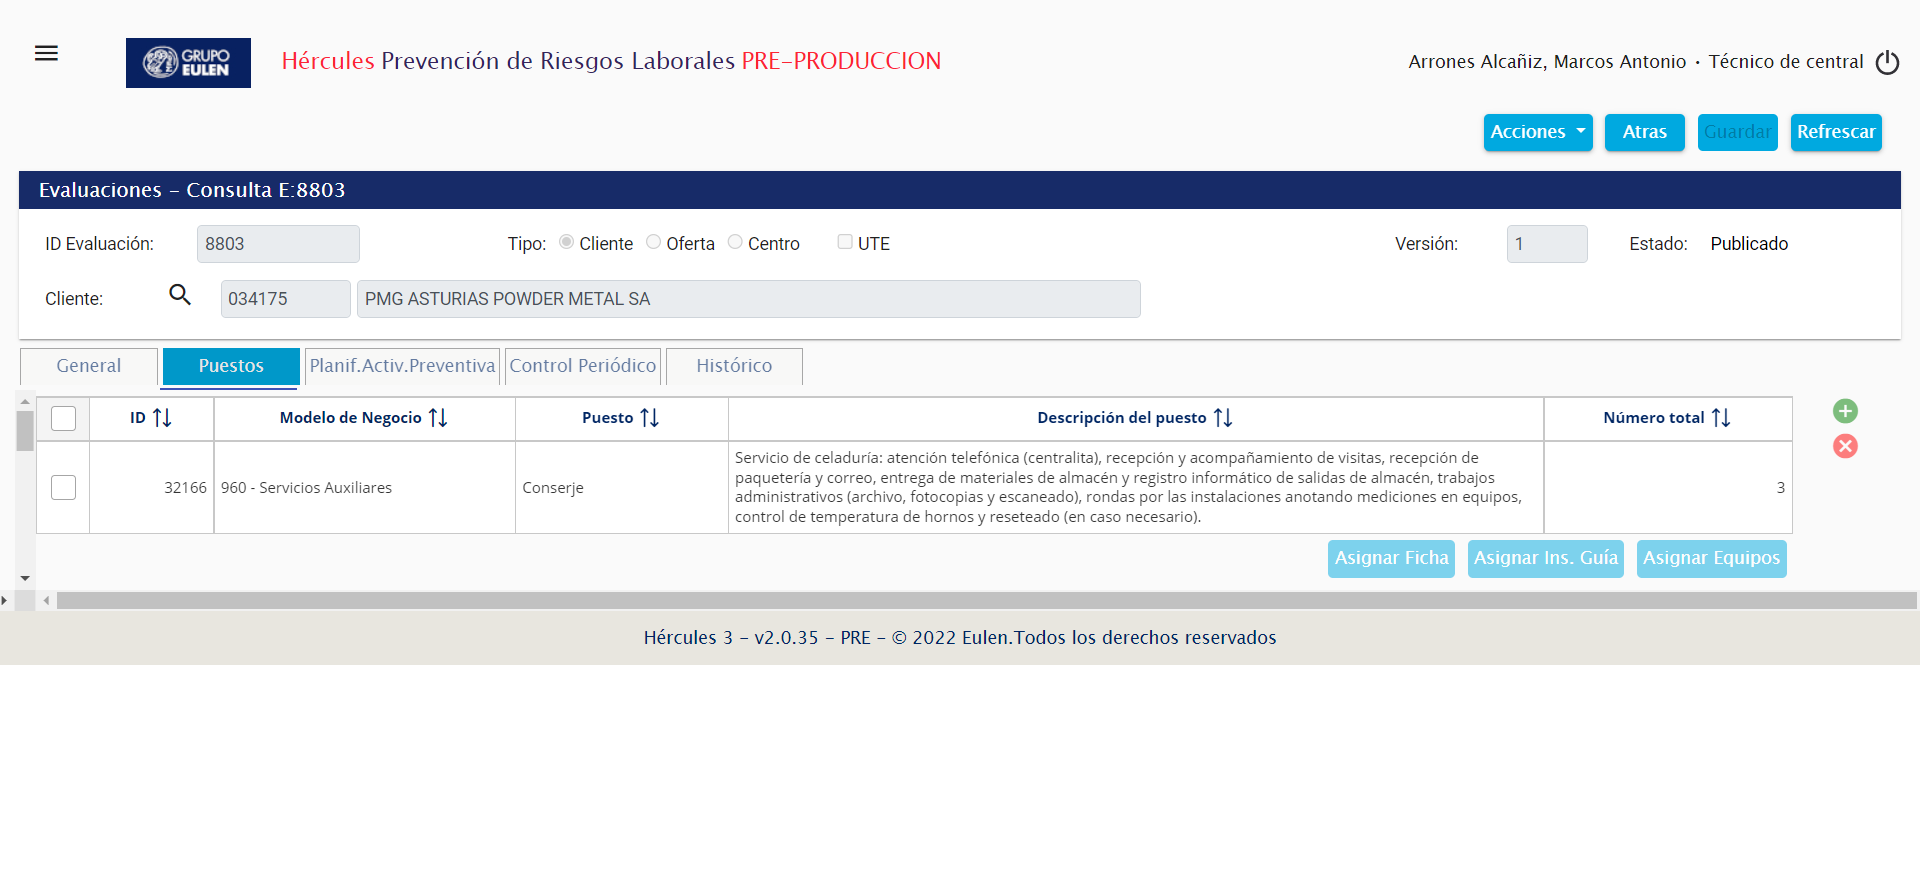 GRUPO
EULEN
Hércules Prevención de Riesgos Laborales PRE-PRODUCCION
Arrones Alcañiz, Marcos Antonio · Técnico de central
Acciones Atras Guardar Refrescar
Evaluaciones - Consulta E:8803
ID Evaluación: 8803 Tipo: Cliente Oferta Centro UTE Versión: 1 Estado: Publicado
Cliente: 034175 PMG ASTURIAS POWDER METAL SA
General Puestos Planif.Activ.Preventiva Control Periódico Histórico
ID Modelo de Negocio Puesto Descripción del puesto Número total
32166 960 - Servicios Auxiliares Conserje
Servicio de celaduría: atención telefónica (centralita), recepción y acompañamiento de visitas, recepción de
paquetería y correo, entrega de materiales de almacén y registro informático de salidas de almacén, trabajos
administrativos (archivo, fotocopias y escaneado), rondas por las instalaciones anotando mediciones en equipos,
control de temperatura de hornos y reseteado (en caso necesario).
3
Asignar Ficha Asignar Ins. Guía Asignar Equipos
Hércules 3 - v2.0.35 - PRE - © 2022 Eulen.Todos los derechos reservados